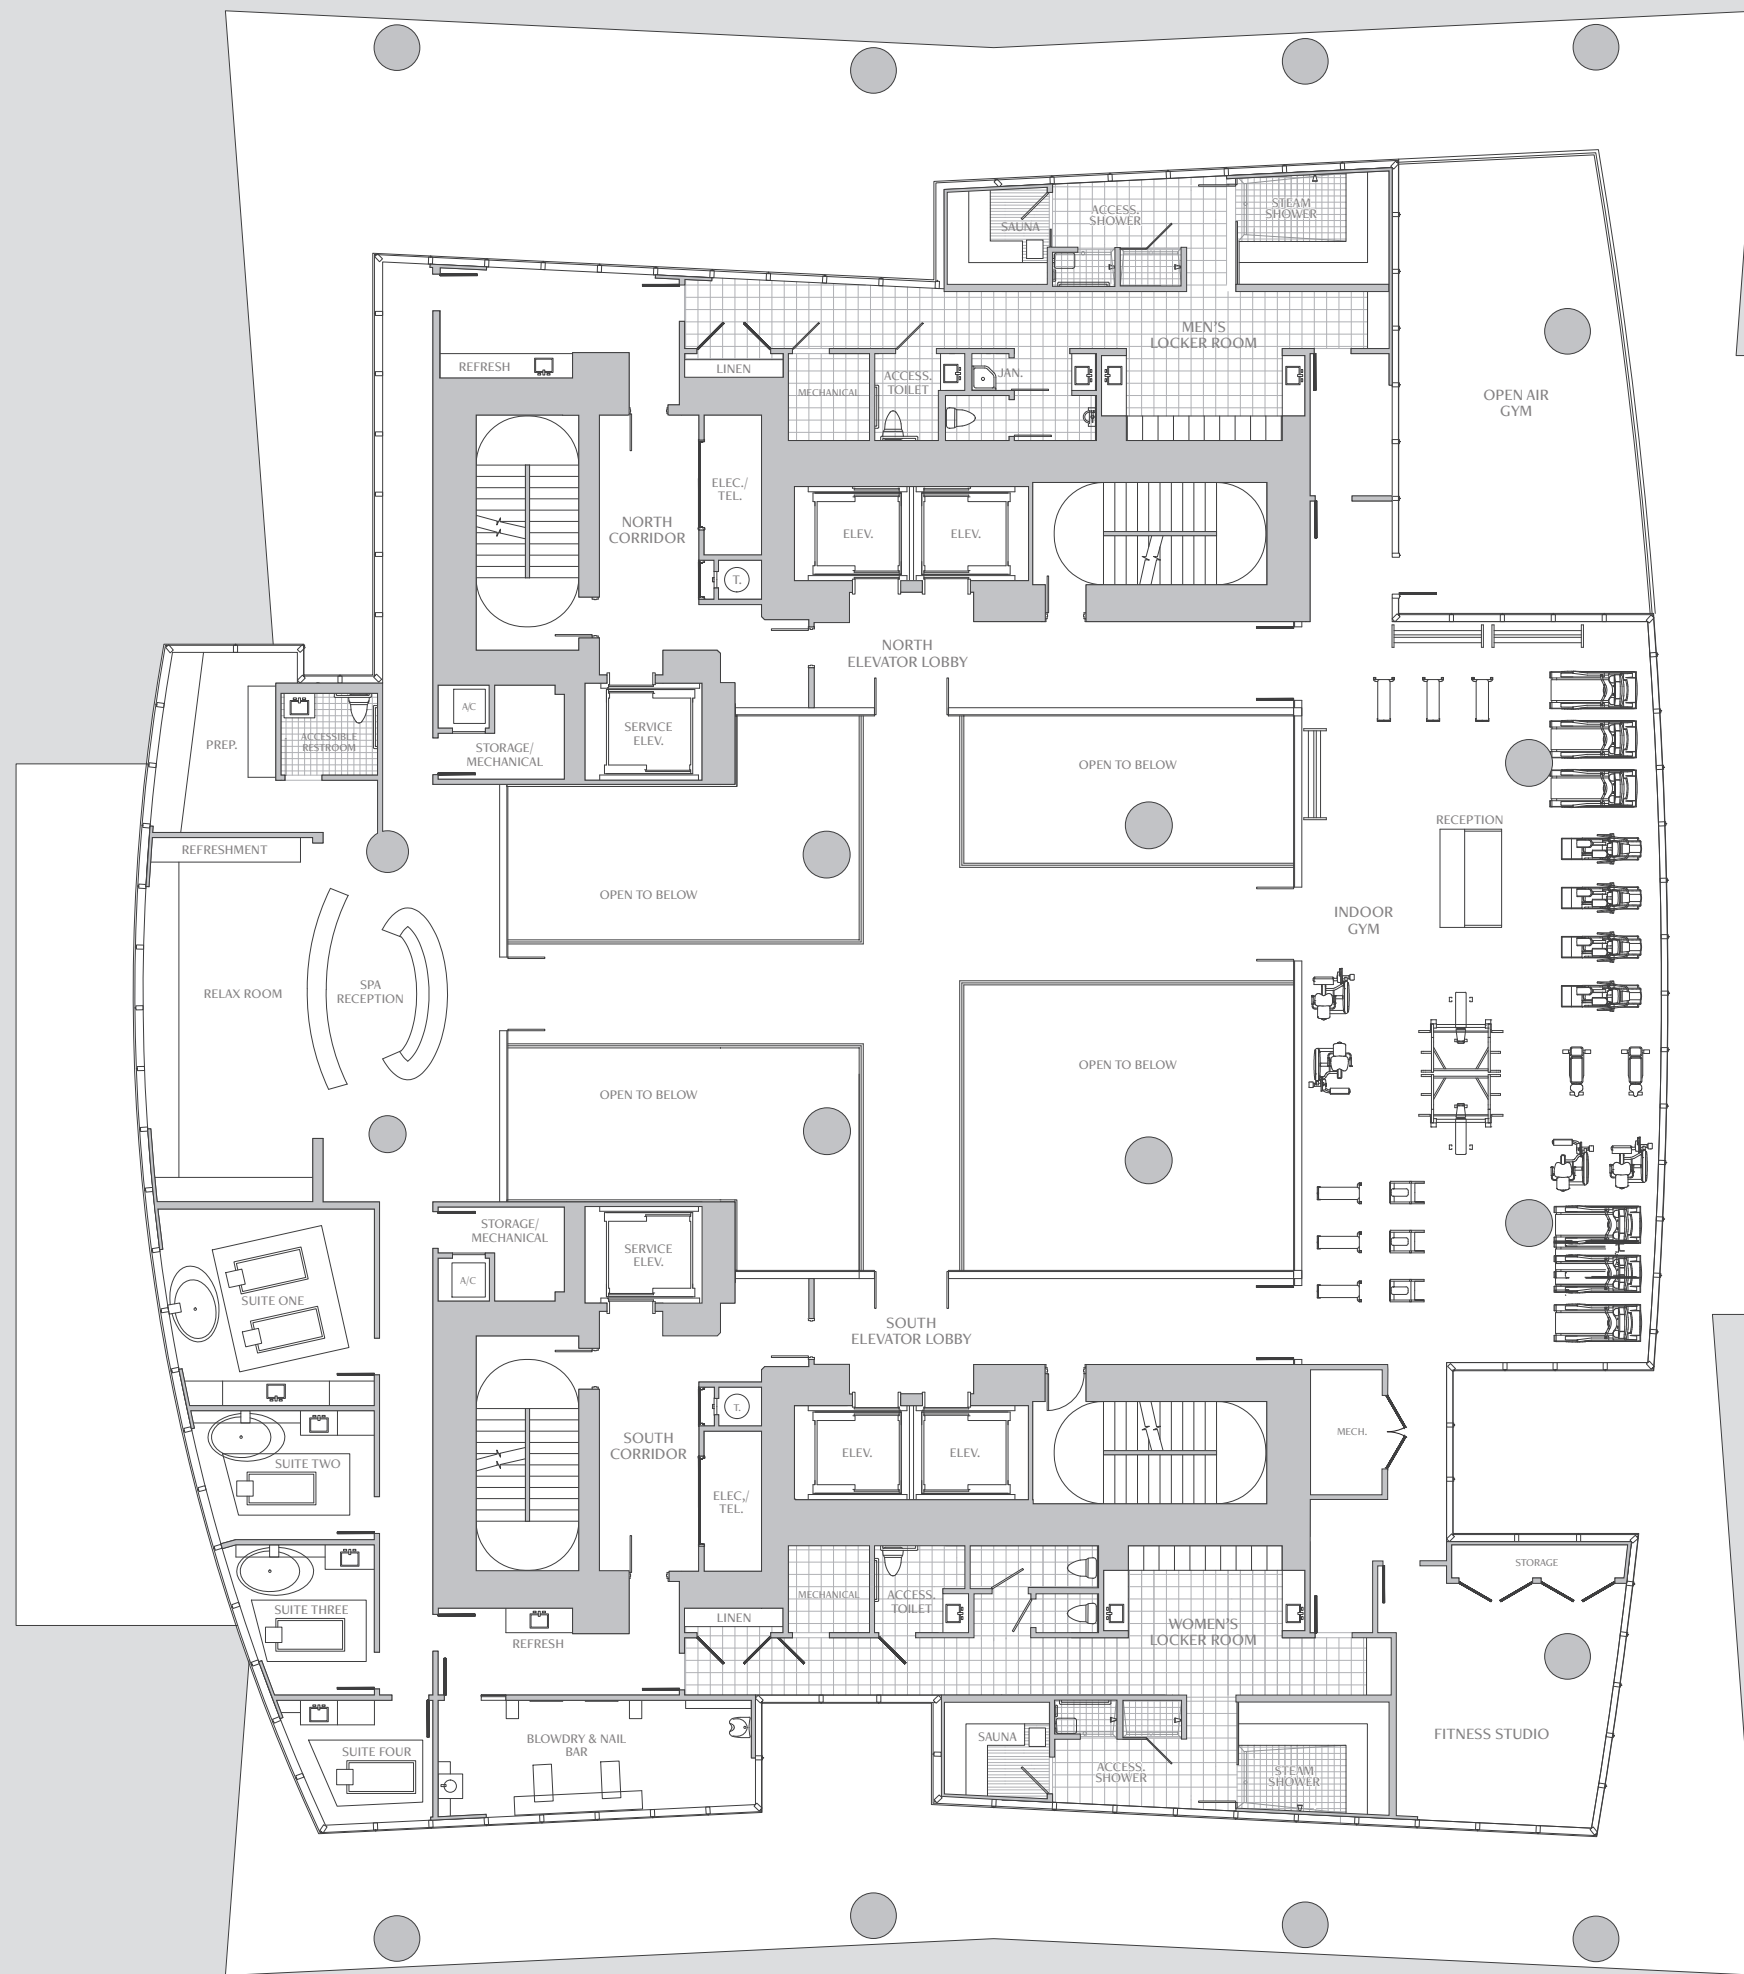 SAUNA
ACCESS.
SHOWER
STEAM
SHOWER
MEN'S
LOCKER ROOM
REFRESH
LINEN
MECHANICAL
ACCESS.
TOILET
JAN.
OPEN AIR
GYM
ELEC./
TEL.
NORTH
CORRIDOR
ELEV.
ELEV.
T.
NORTH
ELEVATOR LOBBY
A/C
SERVICE
ELEV.
PREP.
ACCESSIBLE
RESTROOM
STORAGE/
MECHANICAL
OPEN TO BELOW
RECEPTION
REFRESHMENT
OPEN TO BELOW
INDOOR
GYM
RELAX ROOM
SPA
RECEPTION
OPEN TO BELOW
OPEN TO BELOW
STORAGE/
MECHANICAL
SERVICE
ELEV.
A/C
SUITE ONE
SOUTH
ELEVATOR LOBBY
T.
MECH.
SOUTH
CORRIDOR
ELEV.
ELEV.
SUITE TWO
ELEC,/
TEL.
STORAGE
MECHANICAL
ACCESS.
TOILET
SUITE THREE
LINEN
WOMEN'S
LOCKER ROOM
REFRESH
FITNESS STUDIO
SAUNA
BLOWDRY & NAIL
BAR
SUITE FOUR
ACCESS.
SHOWER
STEAM
SHOWER